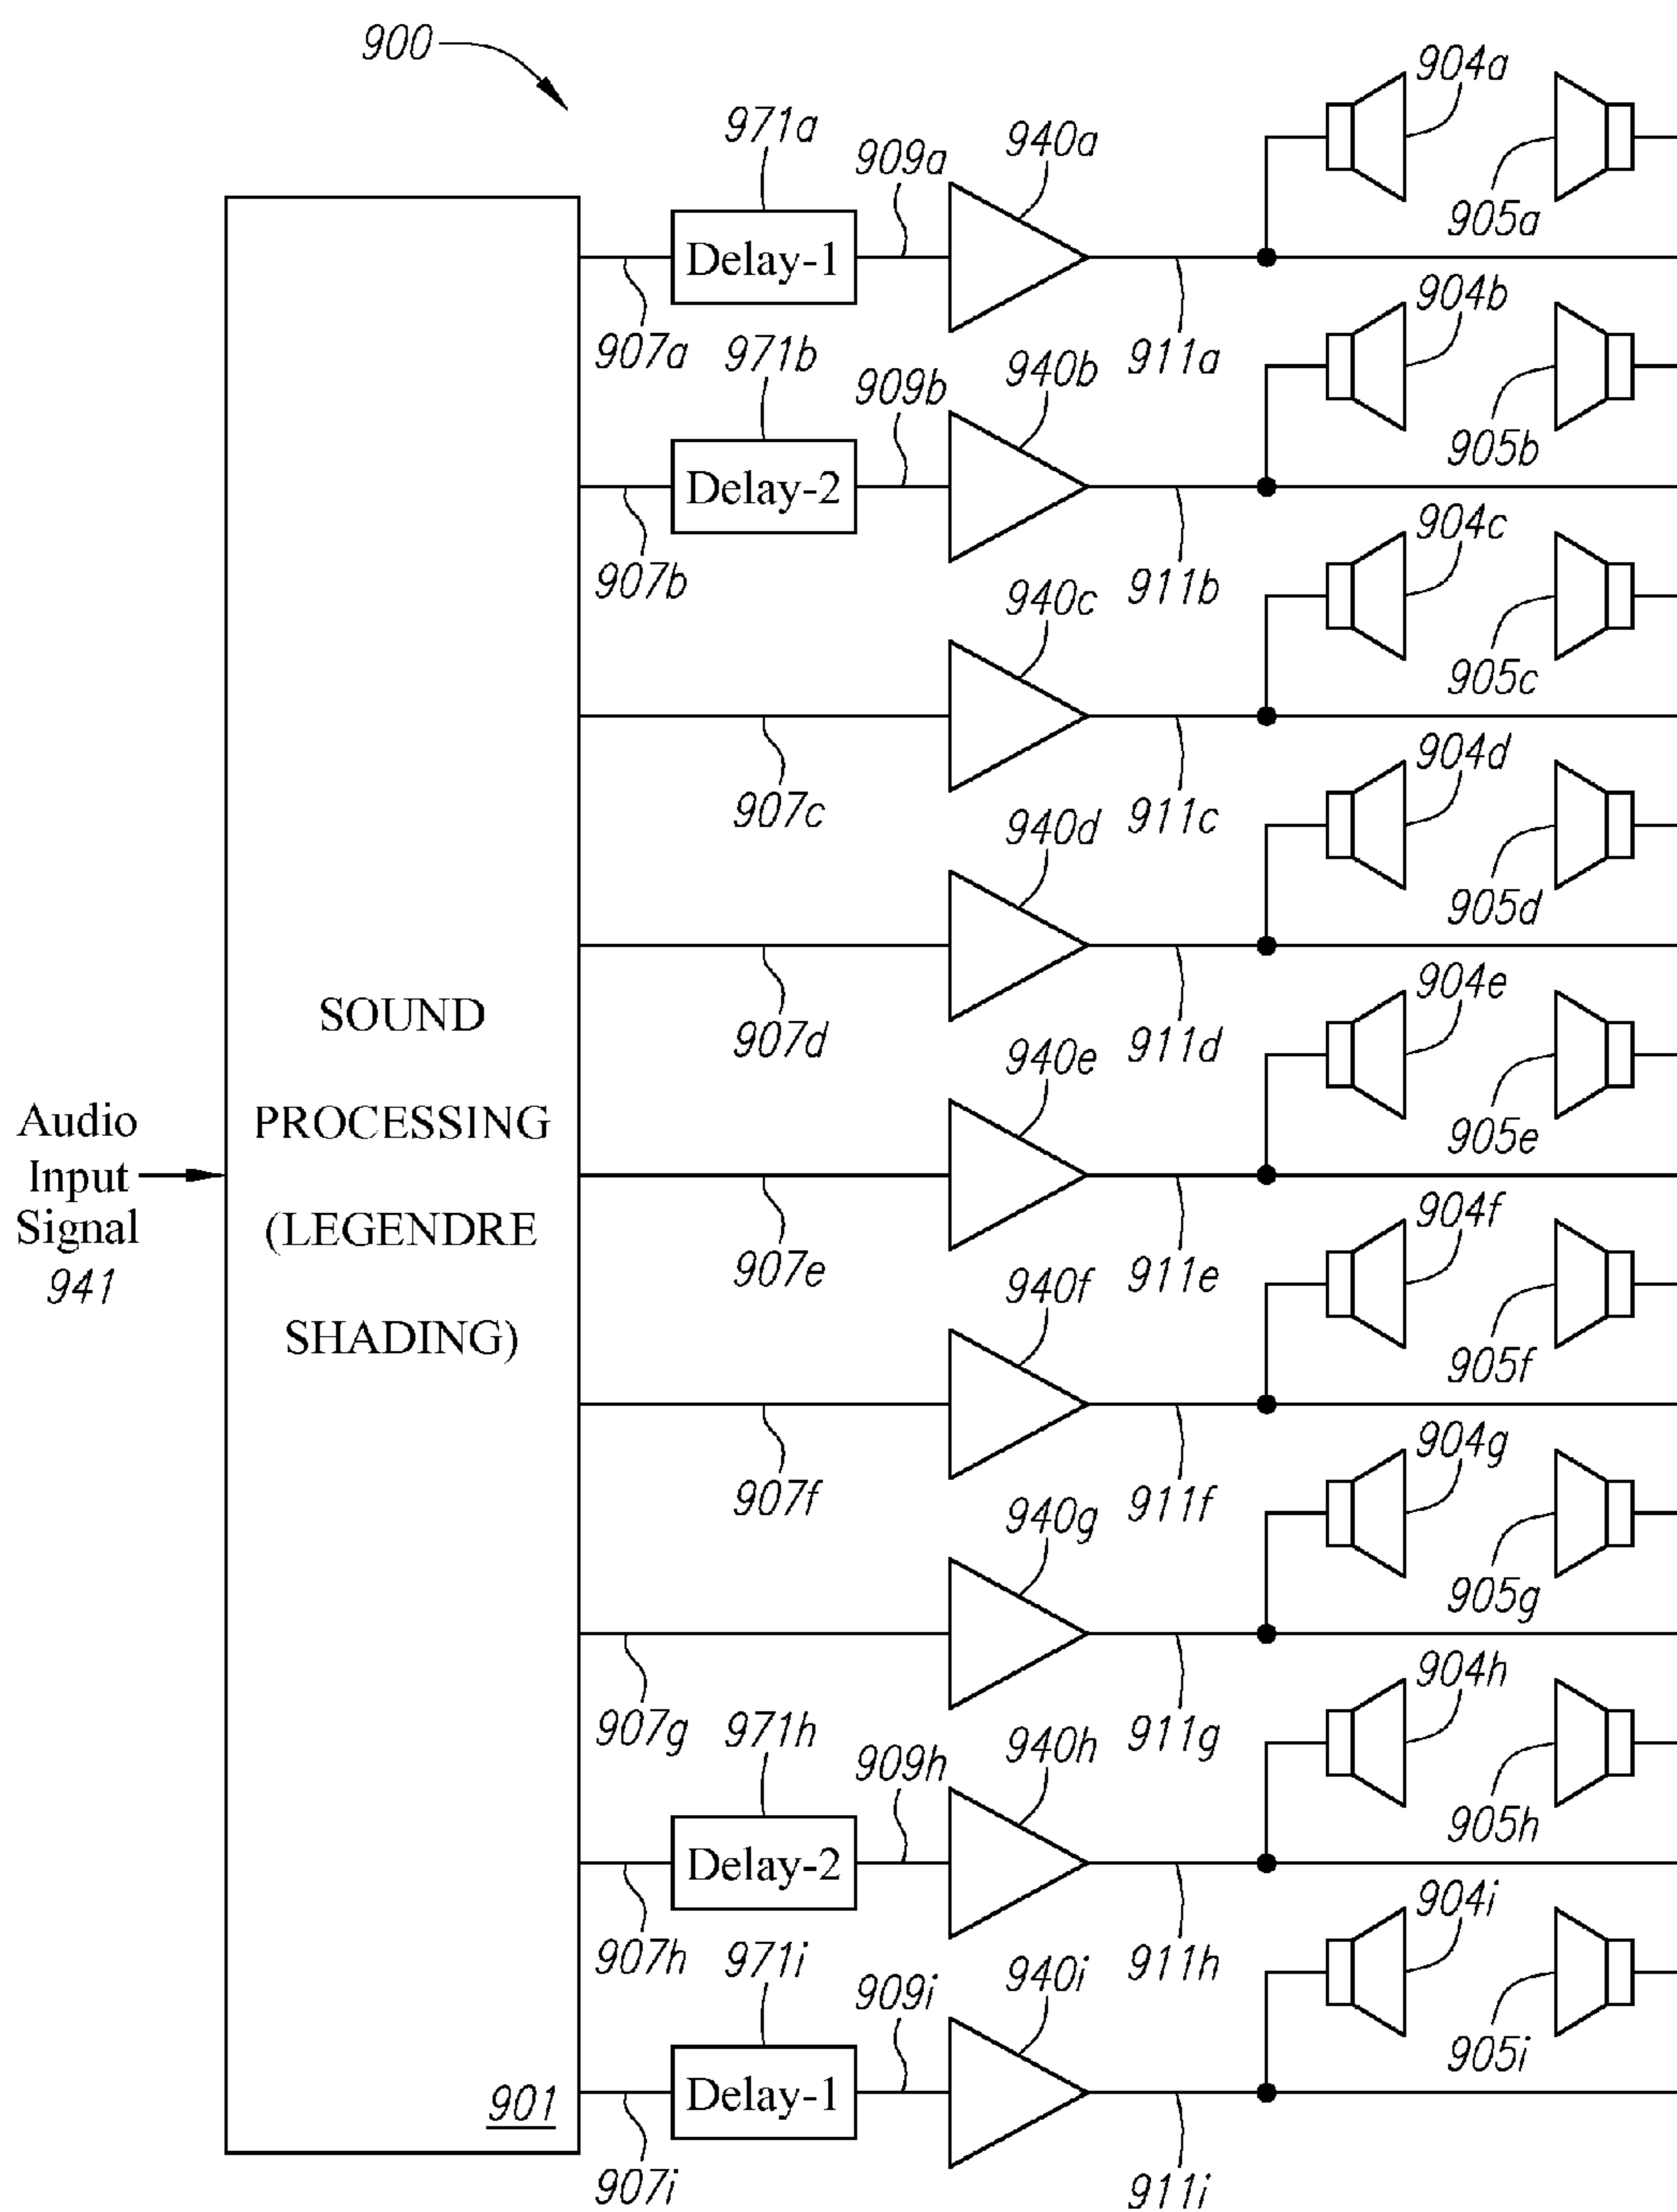 900
904a
971a
909a
940a
905a
Delay-1
907a
911a
904b
971b
909b
940b
905b
Delay-2
907b
911b
904c
940c
905c
907c
911c
904d
940d
905d
907d
911d
904e
940e
905e
907e
911e
SOUND
PROCESSING
(LEGENDRE
SHADING)
Audio
Input
Signal
941
904f
940f
905f
907f
911f
904g
940g
905g
907g
911g
904h
971h
909h
940h
905h
Delay-2
907h
911h
904i
971i
909i
940i
905i
Delay-1
901
907i
911i